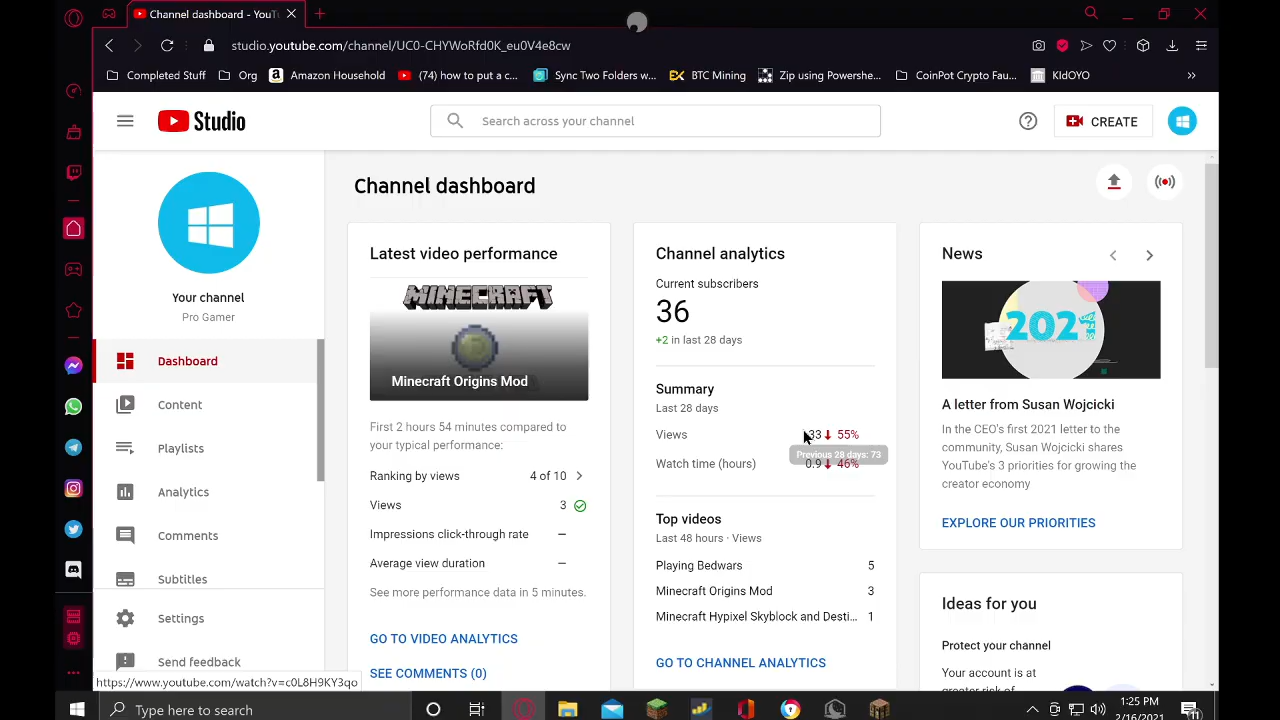 Channel dashboard - YouT
studio.youtube.com/channel/UC0-CHYWoRfd0K_eu0V4e8cw
Completed Stuff
Org
Amazon Household
(74) how to put a c...
Sync Two Folders w...
BTC Mining
Zip using Powershe...
CoinPot Crypto Fau...
KIdOYO
Studio
Search across your channel
CREATE
Your channel
Pro Gamer
Dashboard
Content
Playlists
Analytics
Comments
Subtitles
Settings
Send feedback
Channel dashboard
Latest video performance
MINECRAFT
Minecraft Origins Mod
First 2 hours 54 minutes compared to
your typical performance:
Ranking by views 4 of 10
Views 3
Impressions click-through rate —
Average view duration —
See more performance data in 5 minutes.
GO TO VIDEO ANALYTICS
SEE COMMENTS (0)
Channel analytics
Current subscribers
36
+2 in last 28 days
Summary
Last 28 days
Views 33 55%
Previous 28 days: 73
Watch time (hours) 0.9 46%
Top videos
Last 48 hours · Views
Playing Bedwars 5
Minecraft Origins Mod 3
Minecraft Hypixel Skyblock and Desti... 1
GO TO CHANNEL ANALYTICS
News
2021
A letter from Susan Wojcicki
In the CEO's first 2021 letter to the
community, Susan Wojcicki shares
YouTube's 3 priorities for growing the
creator economy
EXPLORE OUR PRIORITIES
Ideas for you
Protect your channel
Your account is at
greater risk of
https://www.youtube.com/watch?v=c0L8H9KY3qo
Type here to search
1:25 PM
2/16/2021
11